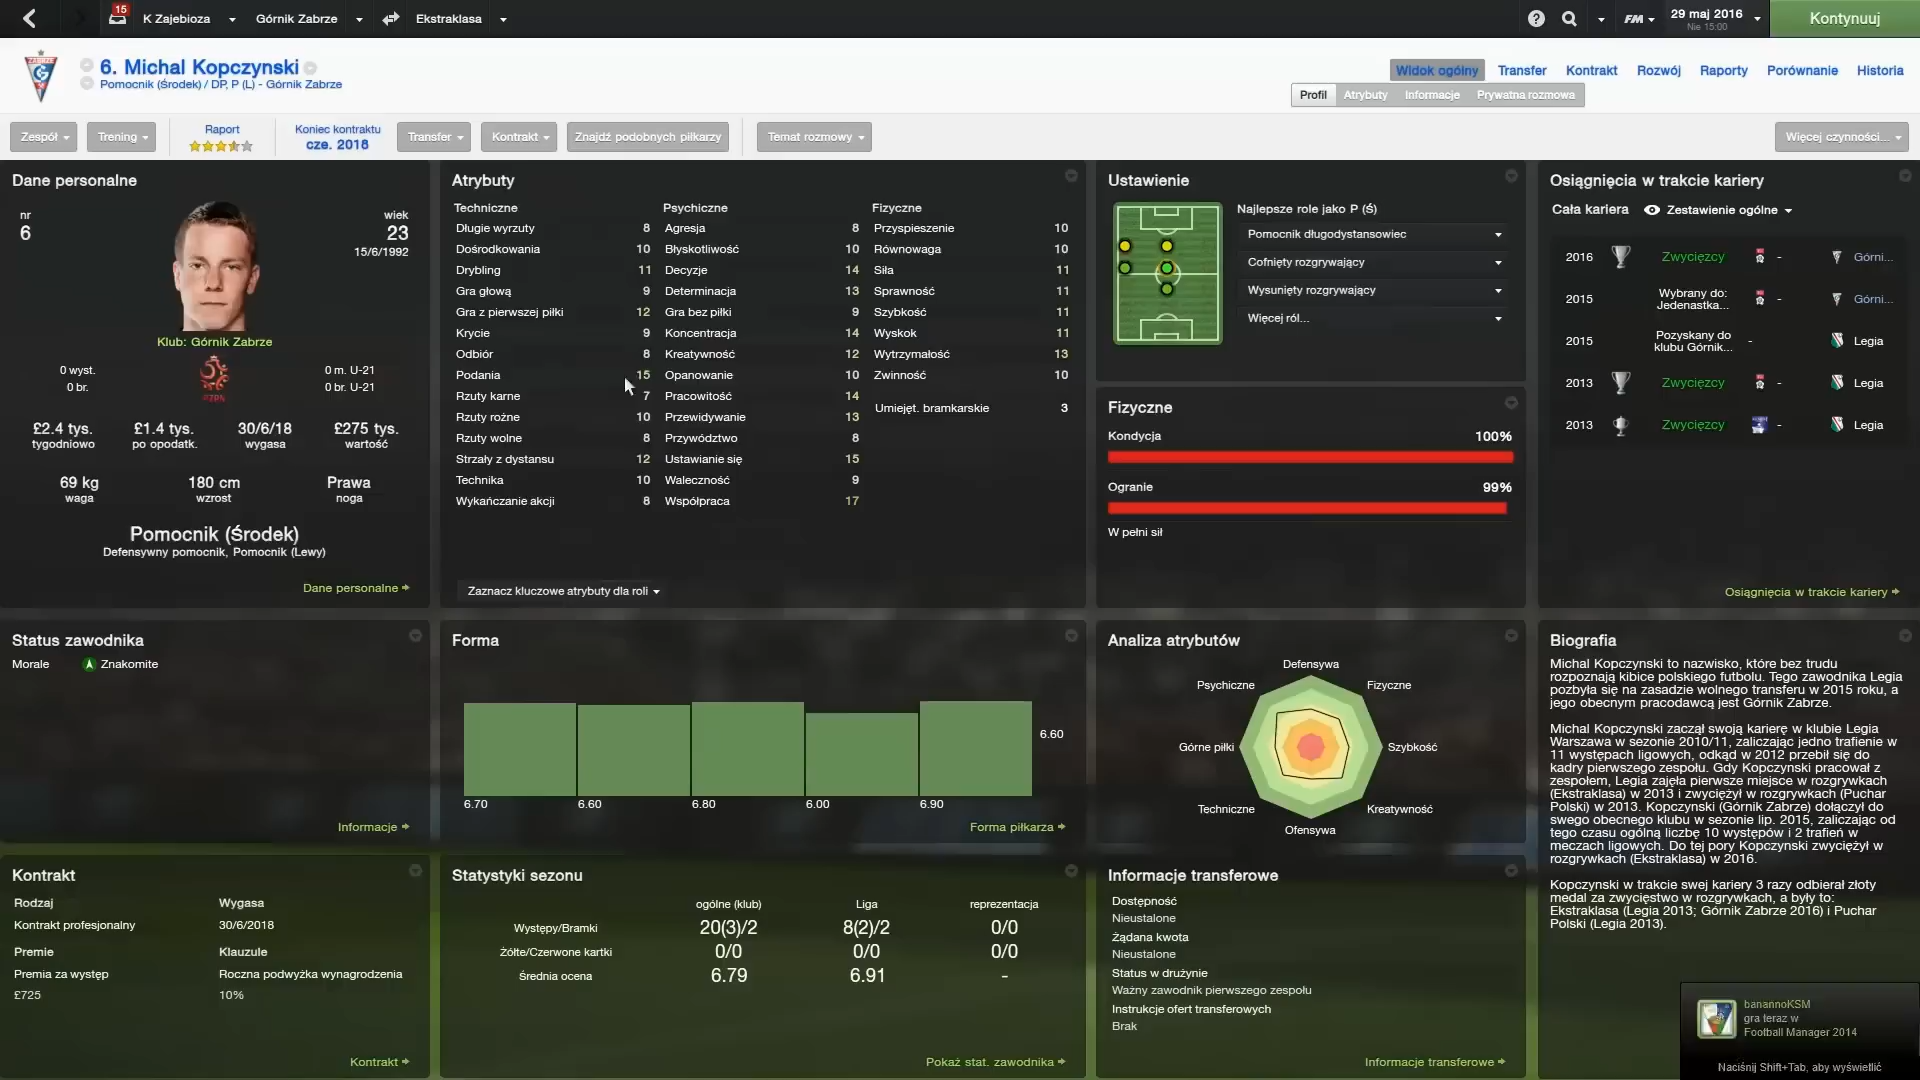 15
K Zajebioza
Górnik Zabrze
Ekstraklasa
FM
29 maj 2016
Nie 15:00
Kontynuuj
6. Michal Kopczynski
Pomocnik (Środek) / DP, P (L) - Górnik Zabrze
Widok ogólny
Transfer
Kontrakt
Rozwój
Raporty
Porównanie
Historia
Profil
Atrybuty
Informacje
Prywatna rozmowa
Zespół
Trening
Raport
Koniec kontraktu
cze. 2018
Transfer
Kontrakt
Znajdź podobnych piłkarzy
Temat rozmowy
Więcej czynności...
Dane personalne
nr
6
wiek
23
15/6/1992
Klub: Górnik Zabrze
0 wyst.
0 br.
PZPN
0 m. U-21
0 br. U-21
£2.4 tys.
tygodniowo
£1.4 tys.
po opodatk.
30/6/18
wygasa
£275 tys.
wartość
69 kg
waga
180 cm
wzrost
Prawa
noga
Pomocnik (Środek)
Defensywny pomocnik, Pomocnik (Lewy)
Dane personalne
Atrybuty
Techniczne
Długie wyrzuty 8
Dośrodkowania 10
Drybling 11
Gra głową 9
Gra z pierwszej piłki 12
Krycie 9
Odbiór 8
Podania 15
Rzuty karne 7
Rzuty rożne 10
Rzuty wolne 8
Strzały z dystansu 12
Technika 10
Wykańczanie akcji 8
Psychiczne
Agresja 8
Błyskotliwość 10
Decyzje 14
Determinacja 13
Gra bez piłki 9
Koncentracja 14
Kreatywność 12
Opanowanie 10
Pracowitość 14
Przewidywanie 13
Przywództwo 8
Ustawianie się 15
Waleczność 9
Współpraca 17
Fizyczne
Przyspieszenie 10
Równowaga 10
Siła 11
Sprawność 11
Szybkość 11
Wyskok 11
Wytrzymałość 13
Zwinność 10
Umiejęt. bramkarskie 3
Zaznacz kluczowe atrybuty dla roli
Ustawienie
Najlepsze role jako P (Ś)
Pomocnik długodystansowiec
Cofnięty rozgrywający
Wysunięty rozgrywający
Więcej ról...
Fizyczne
Kondycja 100%
Ogranie 99%
W pełni sił
Osiągnięcia w trakcie kariery
Cała kariera
Zestawienie ogólne
2016 Zwycięzcy - Górni...
2015 Wybrany do: Jedenastka... - Górni...
2015 Pozyskany do klubu Górnik... - Legia
2013 Zwycięzcy - Legia
2013 Zwycięzcy - Legia
Osiągnięcia w trakcie kariery
Status zawodnika
Morale
Znakomite
Informacje
Forma
6.60
6.70 6.60 6.80 6.00 6.90
Forma piłkarza
Analiza atrybutów
Defensywa
Psychiczne
Fizyczne
Górne piłki
Szybkość
Techniczne
Kreatywność
Ofensywa
Biografia
Michal Kopczynski to nazwisko, które bez trudu
rozpoznają kibice polskiego futbolu. Tego zawodnika Legia
pozbyła się na zasadzie wolnego transferu w 2015 roku, a
jego obecnym pracodawcą jest Górnik Zabrze.
Michal Kopczynski zaczął swoją karierę w klubie Legia
Warszawa w sezonie 2010/11, zaliczając jedno trafienie w
11 występach ligowych, odkąd w 2012 przebił się do
kadry pierwszego zespołu. Gdy Kopczynski pracował z
zespołem, Legia zajęła pierwsze miejsce w rozgrywkach
(Ekstraklasa) w 2013 i zwyciężył w rozgrywkach (Puchar
Polski) w 2013. Kopczynski (Górnik Zabrze) dołączył do
swego obecnego klubu w sezonie lip. 2015, zaliczając od
tego czasu ogólną liczbę 10 występów i 2 trafień w
meczach ligowych. Do tej pory Kopczynski zwyciężył w
rozgrywkach (Ekstraklasa) w 2016.
Kopczynski w trakcie swej kariery 3 razy odbierał złoty
medal za zwycięstwo w rozgrywkach, a były to:
Ekstraklasa (Legia 2013; Górnik Zabrze 2016) i Puchar
Polski (Legia 2013).
Kontrakt
Rodzaj
Kontrakt profesjonalny
Wygasa
30/6/2018
Premie
Premia za występ
£725
Klauzule
Roczna podwyżka wynagrodzenia
10%
Kontrakt
Statystyki sezonu
ogólne (klub) Liga reprezentacja
Występy/Bramki 20(3)/2 8(2)/2 0/0
Żółte/Czerwone kartki 0/0 0/0 0/0
Średnia ocena 6.79 6.91 -
Pokaż stat. zawodnika
Informacje transferowe
Dostępność
Nieustalone
Żądana kwota
Nieustalone
Status w drużynie
Ważny zawodnik pierwszego zespołu
Instrukcje ofert transferowych
Brak
Informacje transferowe
banannoKSM
gra teraz w
Football Manager 2014
Naciśnij Shift+Tab, aby wyświetlić